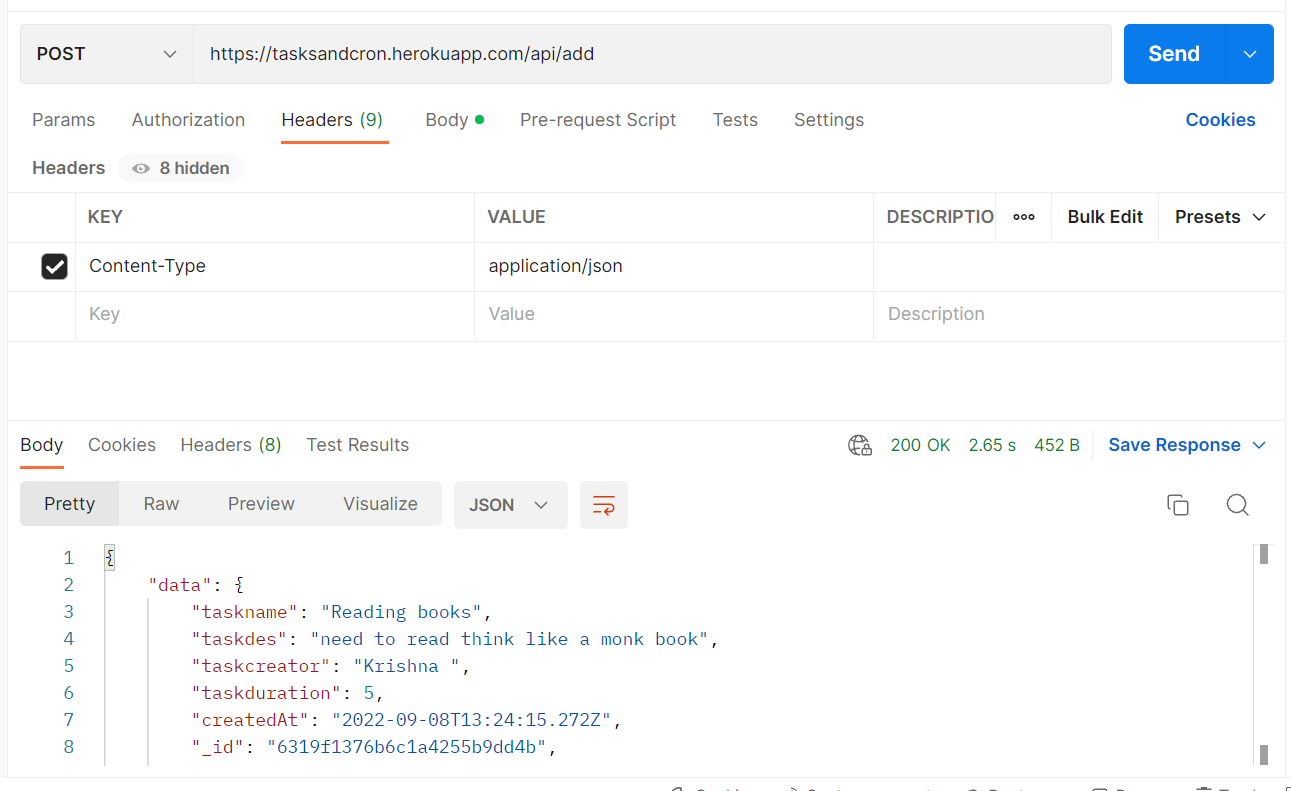 POST https://tasksandcron.herokuapp.com/api/add Send
Params Authorization Headers (9) Body Pre-request Script Tests Settings Cookies
Headers 8 hidden
KEY VALUE DESCRIPTIO ooo Bulk Edit Presets
Content-Type application/json
Key Value Description
Body Cookies Headers (8) Test Results 200 OK 2.65 s 452 B Save Response
Pretty Raw Preview Visualize JSON
1 {
2 "data": {
3 "taskname": "Reading books",
4 "taskdes": "need to read think like a monk book",
5 "taskcreator": "Krishna ",
6 "taskduration": 5,
7 "createdAt": "2022-09-08T13:24:15.272Z",
8 "_id": "6319f1376b6c1a4255b9dd4b",